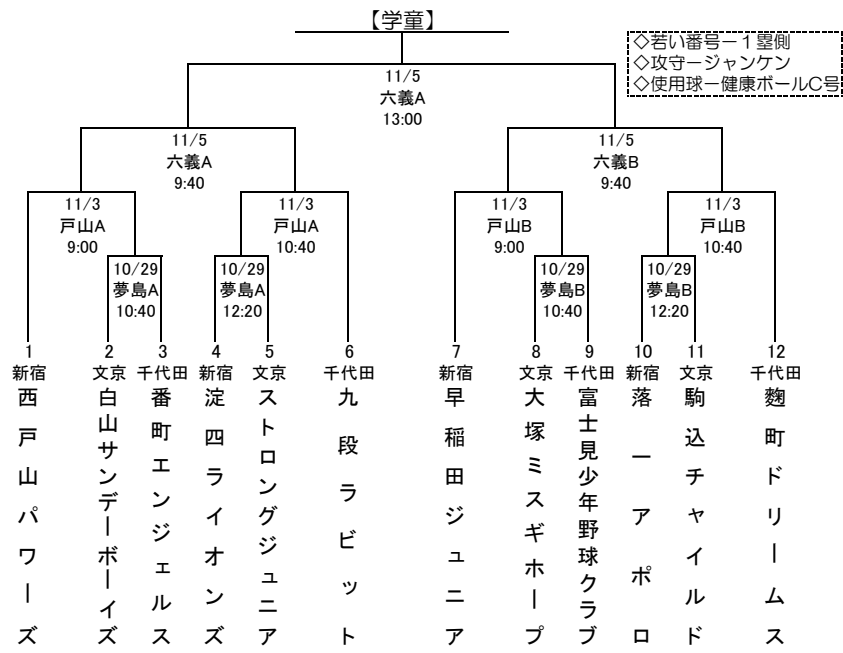 【学童】
◇若い番号－１塁側
◇攻守－ジャンケン
◇使用球－健康ボールC号
11/5
六義A
13:00
11/5
六義A
9:40
11/5
六義B
9:40
11/3
戸山A
9:00
11/3
戸山A
10:40
11/3
戸山B
9:00
11/3
戸山B
10:40
10/29
夢島A
10:40
10/29
夢島A
12:20
10/29
夢島B
10:40
10/29
夢島B
12:20
1
新宿
西戸山パワーズ
2
文京
白山サンデーボーイズ
3
千代田
番町エンジェルス
4
新宿
淀四ライオンズ
5
文京
ストロングジュニア
6
千代田
九段ラビット
7
新宿
早稲田ジュニア
8
文京
大塚ミスギホープ
9
千代田
富士見少年野球クラブ
10
新宿
落一アポロ
11
文京
駒込チャイルド
12
千代田
麴町ドリームス